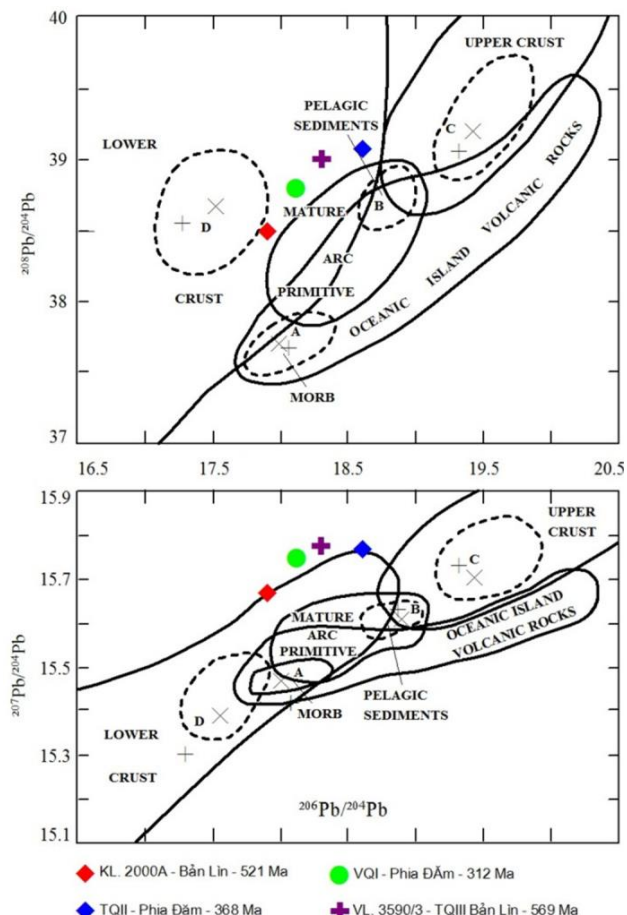 40
UPPER CRUST
PELAGIC
SEDIMENTS
LOWER
C
39
D
MATURE
B
ARC
CRUST
PRIMITIVE
OCEANIC ISLAND VOLCANIC ROCKS
38
A
MORB
37
²⁰⁸Pb/²⁰⁴Pb
16.5 17.5 18.5 19.5 20.5
15.9
UPPER
CRUST
15.7
C
MATURE
B
ARC
PRIMITIVE
OCEANIC ISLAND
VOLCANIC ROCKS
15.5
A
D
MORB
PELAGIC
SEDIMENTS
LOWER
15.3
CRUST
15.1
²⁰⁷Pb/²⁰⁴Pb
²⁰⁶Pb/²⁰⁴Pb
KL. 2000A - Bản Lìn - 521 Ma
VQI - Phia ĐĂm - 312 Ma
TQII - Phia Đăm - 368 Ma
VL. 3590/3 - TQIII Bản Lìn - 569 Ma